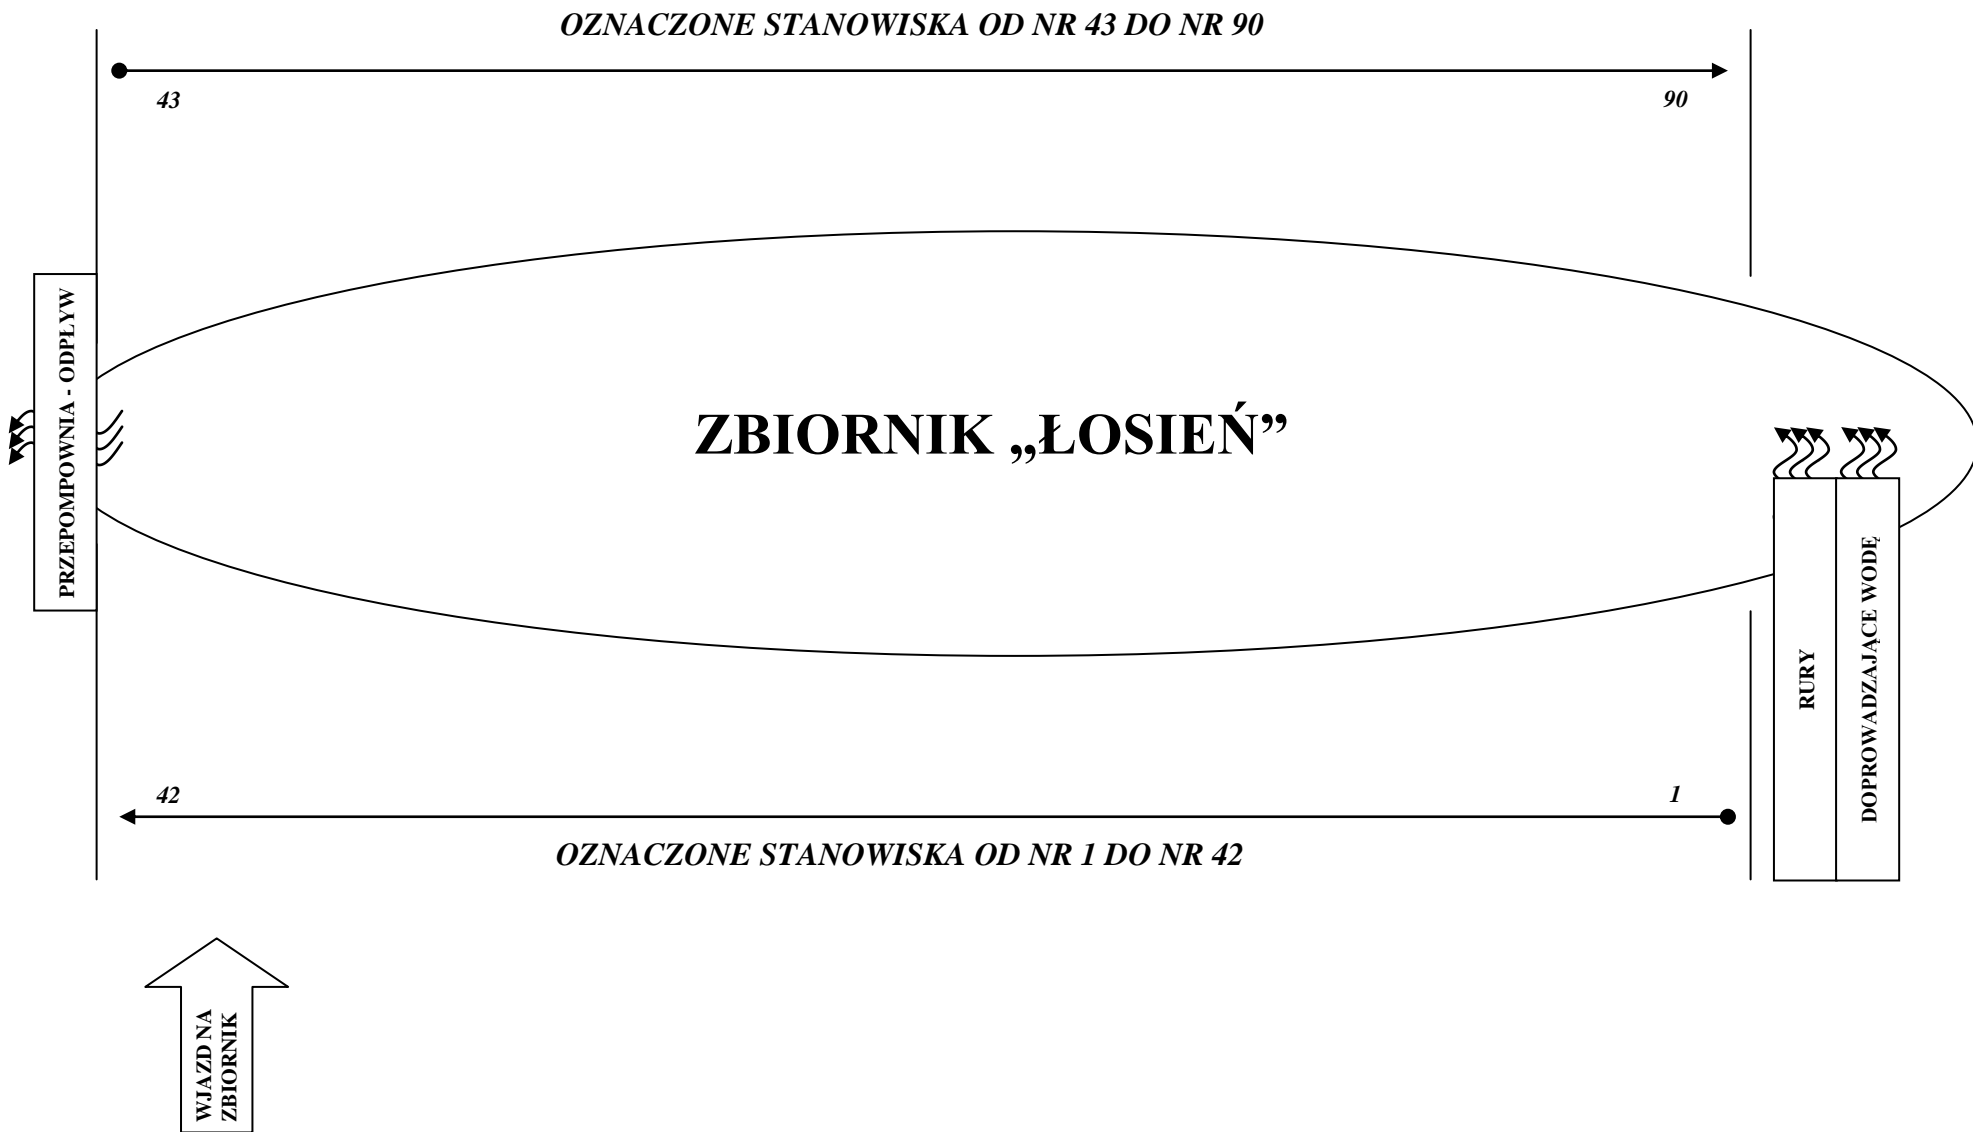 OZNACZONE STANOWISKA OD NR 43 DO NR 90
43
90
PRZEPOMPOWNIA - ODPŁYW
ZBIORNIK „ŁOSIEŃ”
RURY
DOPROWADZAJĄCE WODĘ
42
1
OZNACZONE STANOWISKA OD NR 1 DO NR 42
WJAZD NA
ZBIORNIK